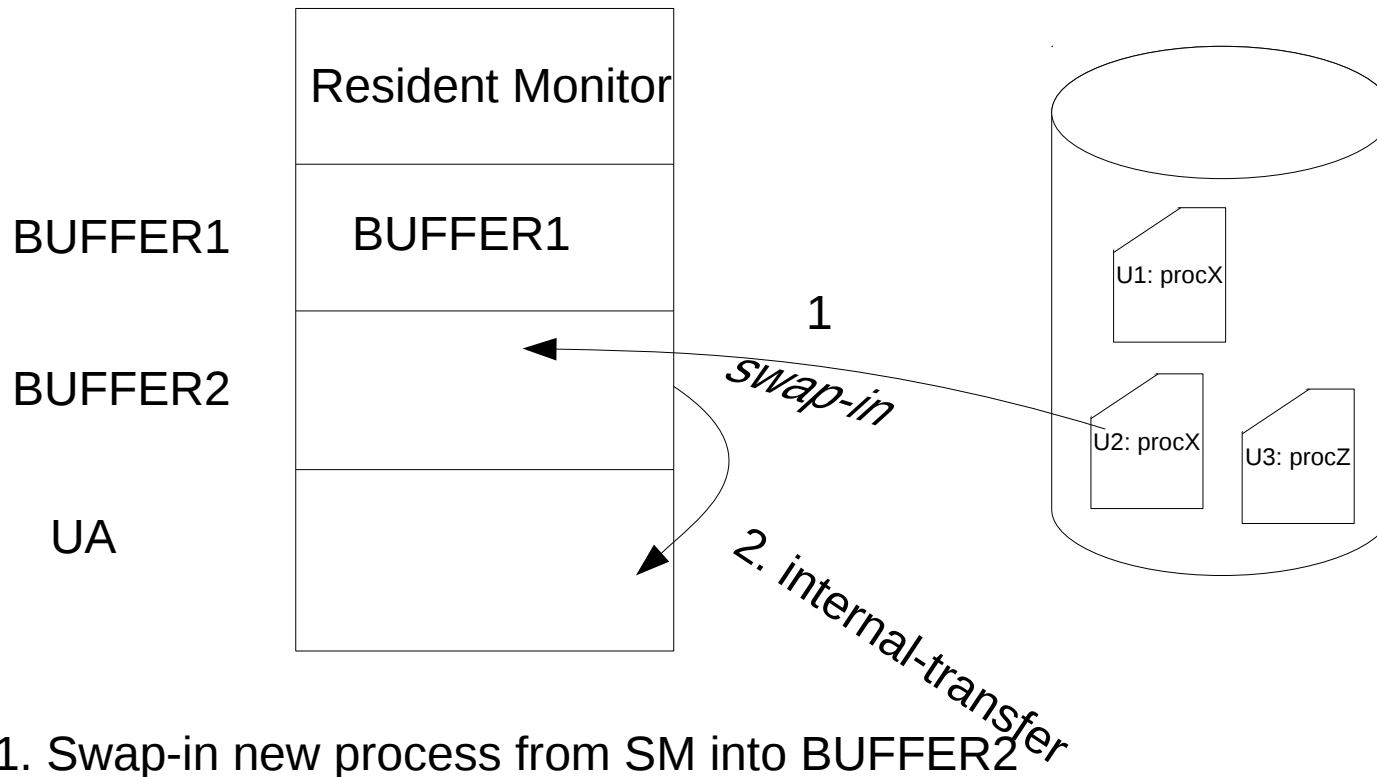 Resident Monitor
BUFFER1
BUFFER1
U1: procX
1
swap-in
BUFFER2
U2: procX
U3: procZ
UA
2. internal-transfer
1. Swap-in new process from SM into BUFFER2